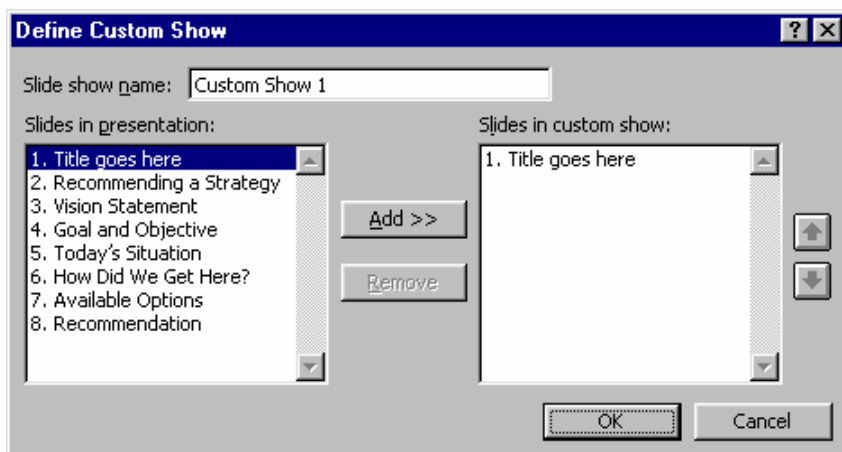 Define Custom Show
Slide show name: Custom Show 1
Slides in presentation:
1. Title goes here
2. Recommending a Strategy
3. Vision Statement
4. Goal and Objective
5. Today's Situation
6. How Did We Get Here?
7. Available Options
8. Recommendation
Add >>
Remove
Slides in custom show:
1. Title goes here
OK
Cancel